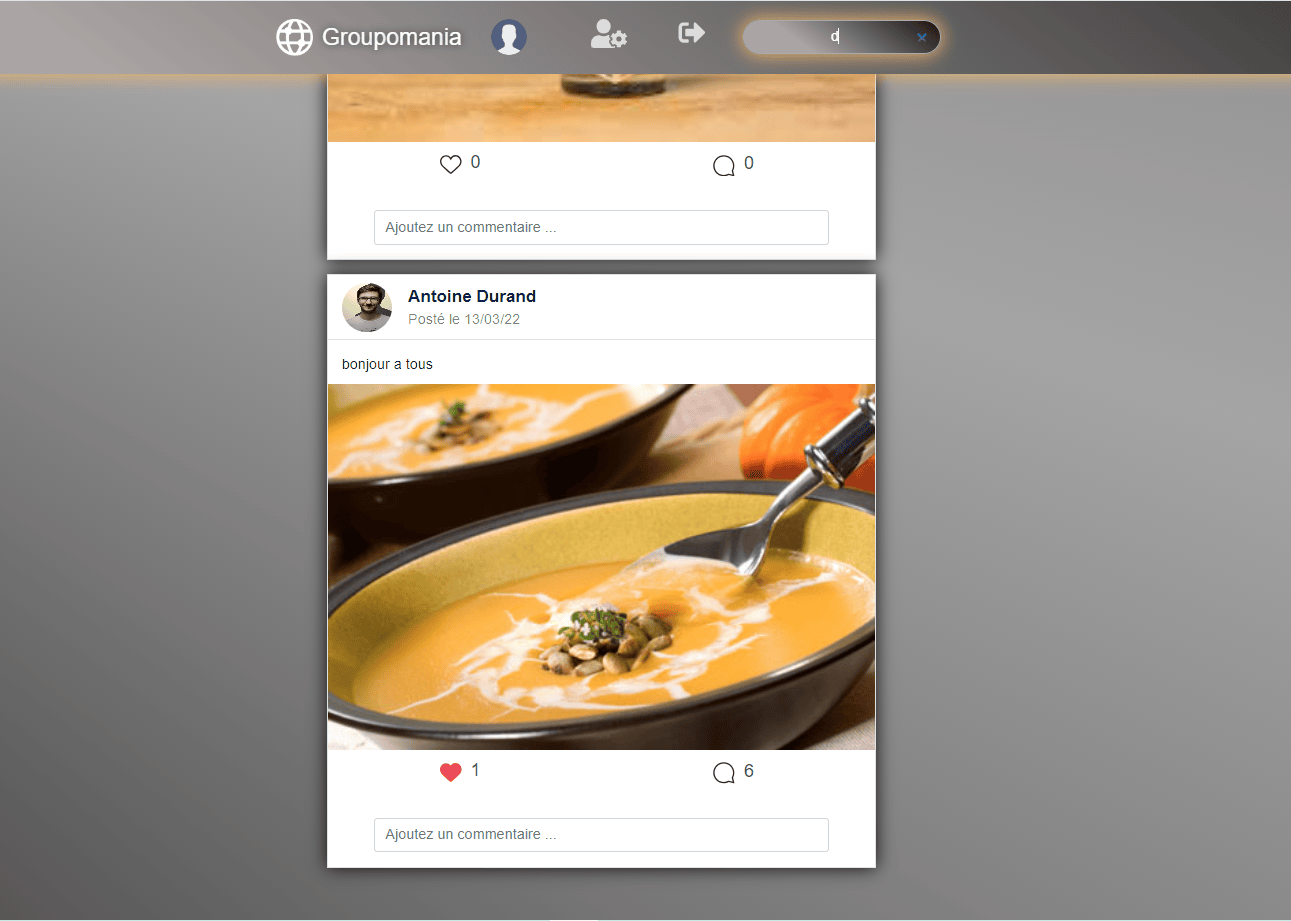 Groupomania
d
0
0
Ajoutez un commentaire ...
Antoine Durand
Posté le 13/03/22
bonjour a tous
1
6
Ajoutez un commentaire ...